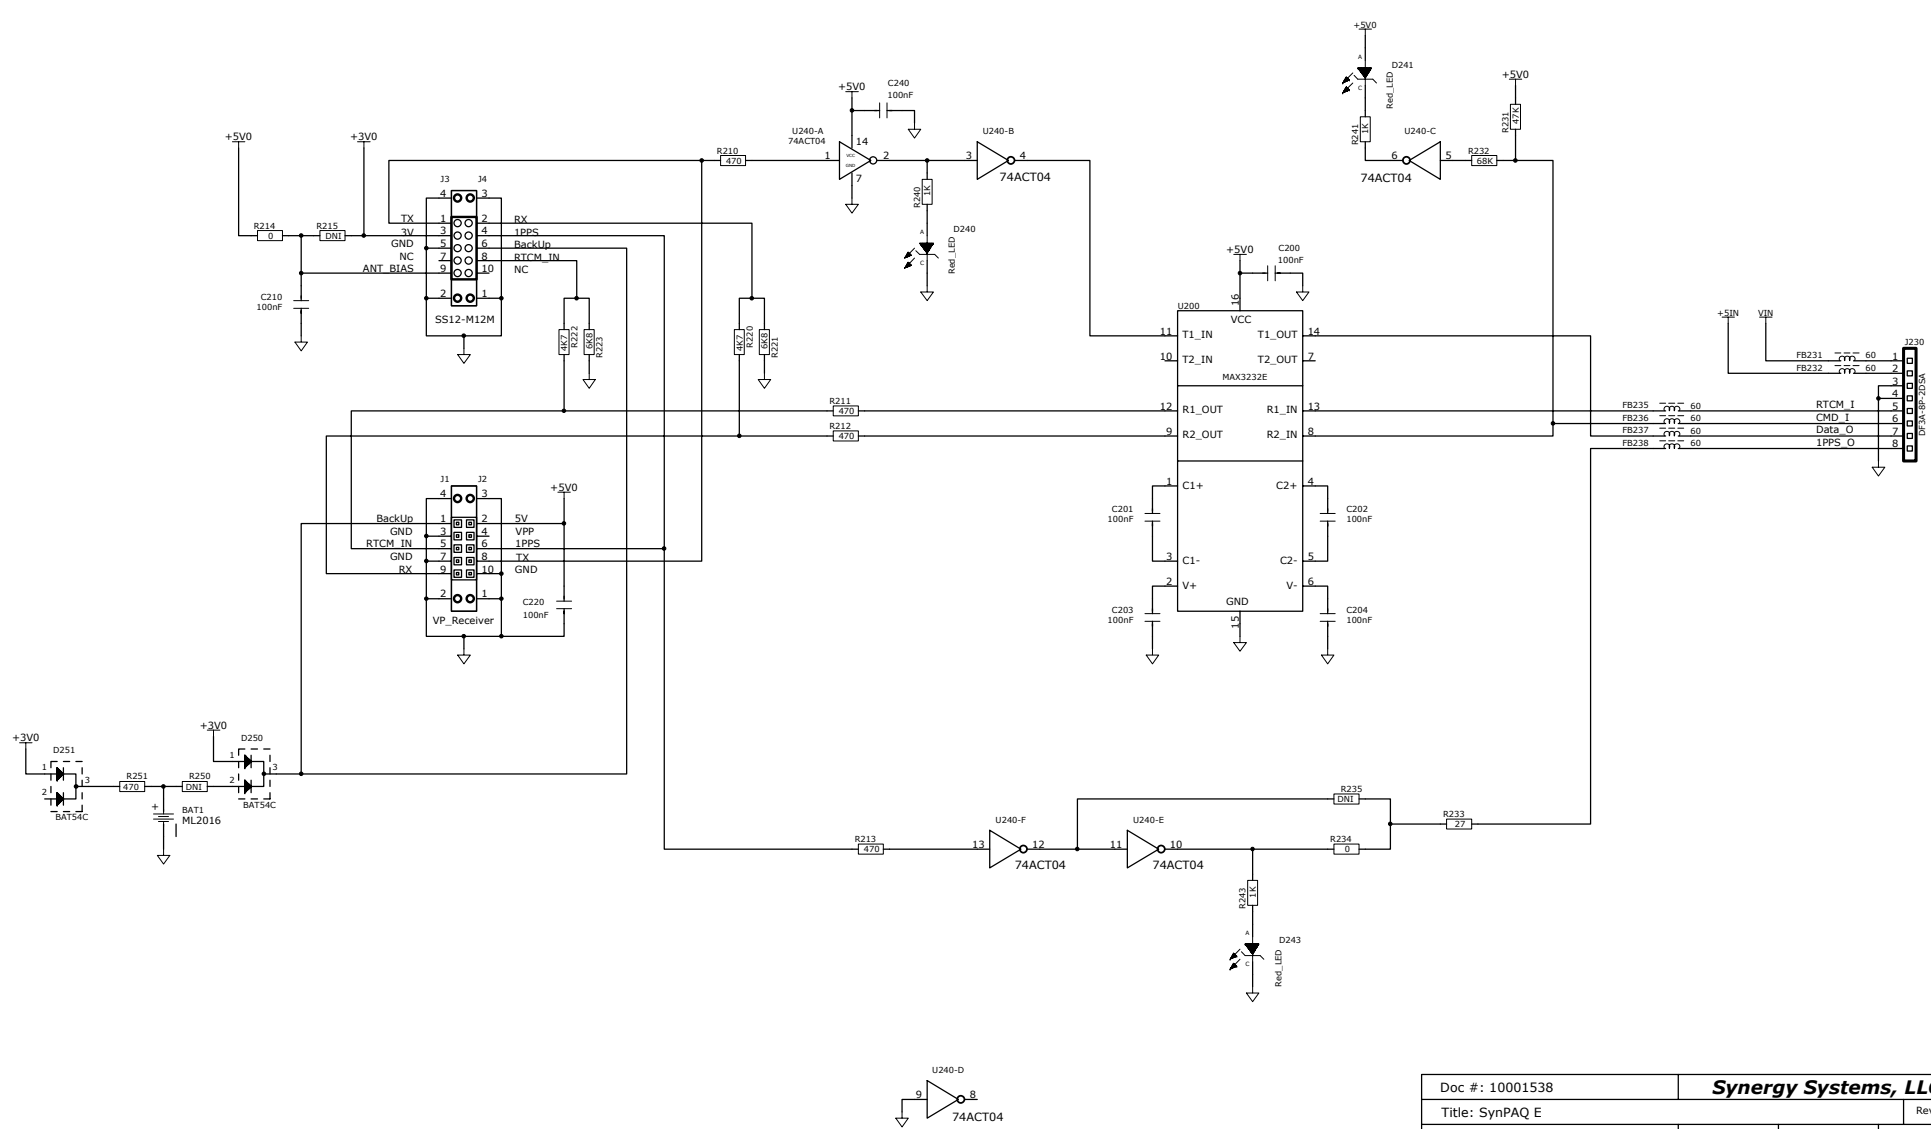 +5V0
A
D241
C
Red_LED
R241
1K
+5V0
R231
47K
U240-C
6
5
R232
68K
74ACT04
+5V0
C240
100nF
U240-A
74ACT04
14
VCC
GND
1
2
7
R210
470
U240-B
3
4
74ACT04
R240
1K
A
D240
C
Red_LED
+5V0
+3V0
R214
0
R215
DNI
C210
100nF
J3
J4
4
3
TX
1
2
RX
3V
3
4
1PPS
GND
5
6
BackUp
NC
7
8
RTCM_IN
ANT_BIAS
9
10
NC
2
1
SS12-M12M
4K7
R222
6K8
R223
4K7
R220
6K8
R221
+5V0
C200
100nF
16
U200
VCC
11
T1_IN
T1_OUT
14
10
T2_IN
T2_OUT
7
MAX3232E
12
R1_OUT
R1_IN
13
9
R2_OUT
R2_IN
8
1
C1+
C2+
4
C201
100nF
C202
100nF
3
C1-
C2-
5
2
V+
V-
6
C203
100nF
C204
100nF
GND
15
R211
470
R212
470
+5IN
VIN
J230
FB231
60
1
FB232
60
2
3
4
FB235
60
RTCM_I
5
FB236
60
CMD_I
6
FB237
60
Data_O
7
FB238
60
1PPS_O
8
DF3A-8P-2DSA
J1
J2
+5V0
4
3
BackUp
1
2
5V
GND
3
4
VPP
RTCM_IN
5
6
1PPS
GND
7
8
TX
RX
9
10
GND
2
1
VP_Receiver
C220
100nF
+3V0
D251
1
2
3
BAT54C
R251
470
R250
DNI
+
BAT1
ML2016
+3V0
D250
1
2
3
BAT54C
R213
470
U240-F
13
12
74ACT04
U240-E
11
10
74ACT04
R235
DNI
R234
0
R233
27
R243
1K
A
D243
C
Red_LED
U240-D
9
8
74ACT04
Doc #: 10001538
Synergy Systems, LLC
Title: SynPAQ E
Rev